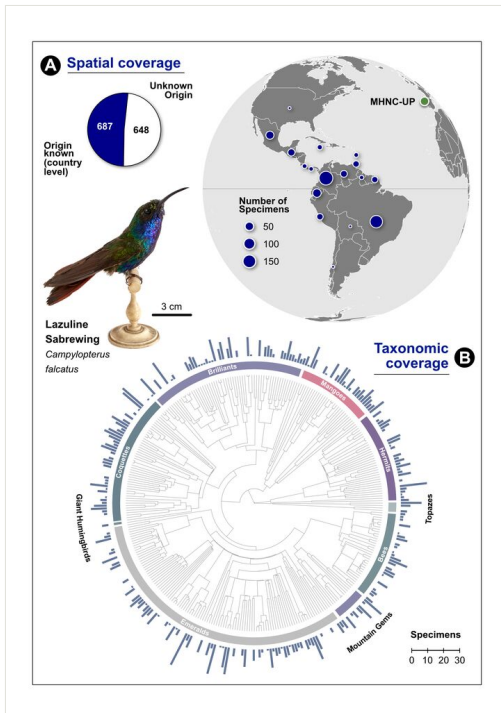 A Spatial coverage
Unknown
Origin
687
648
Origin
known
(country
level)
MHNC-UP
Number of
Specimens
50
100
150
3 cm
Lazuline
Sabrewing
Campylopterus
falcatus
Taxonomic
coverage B
Brilliants
Mangoes
Hermits
Topazes
Bees
Mountain Gems
Emeralds
Giant Humingbirds
Coquettes
Specimens
0 10 20 30